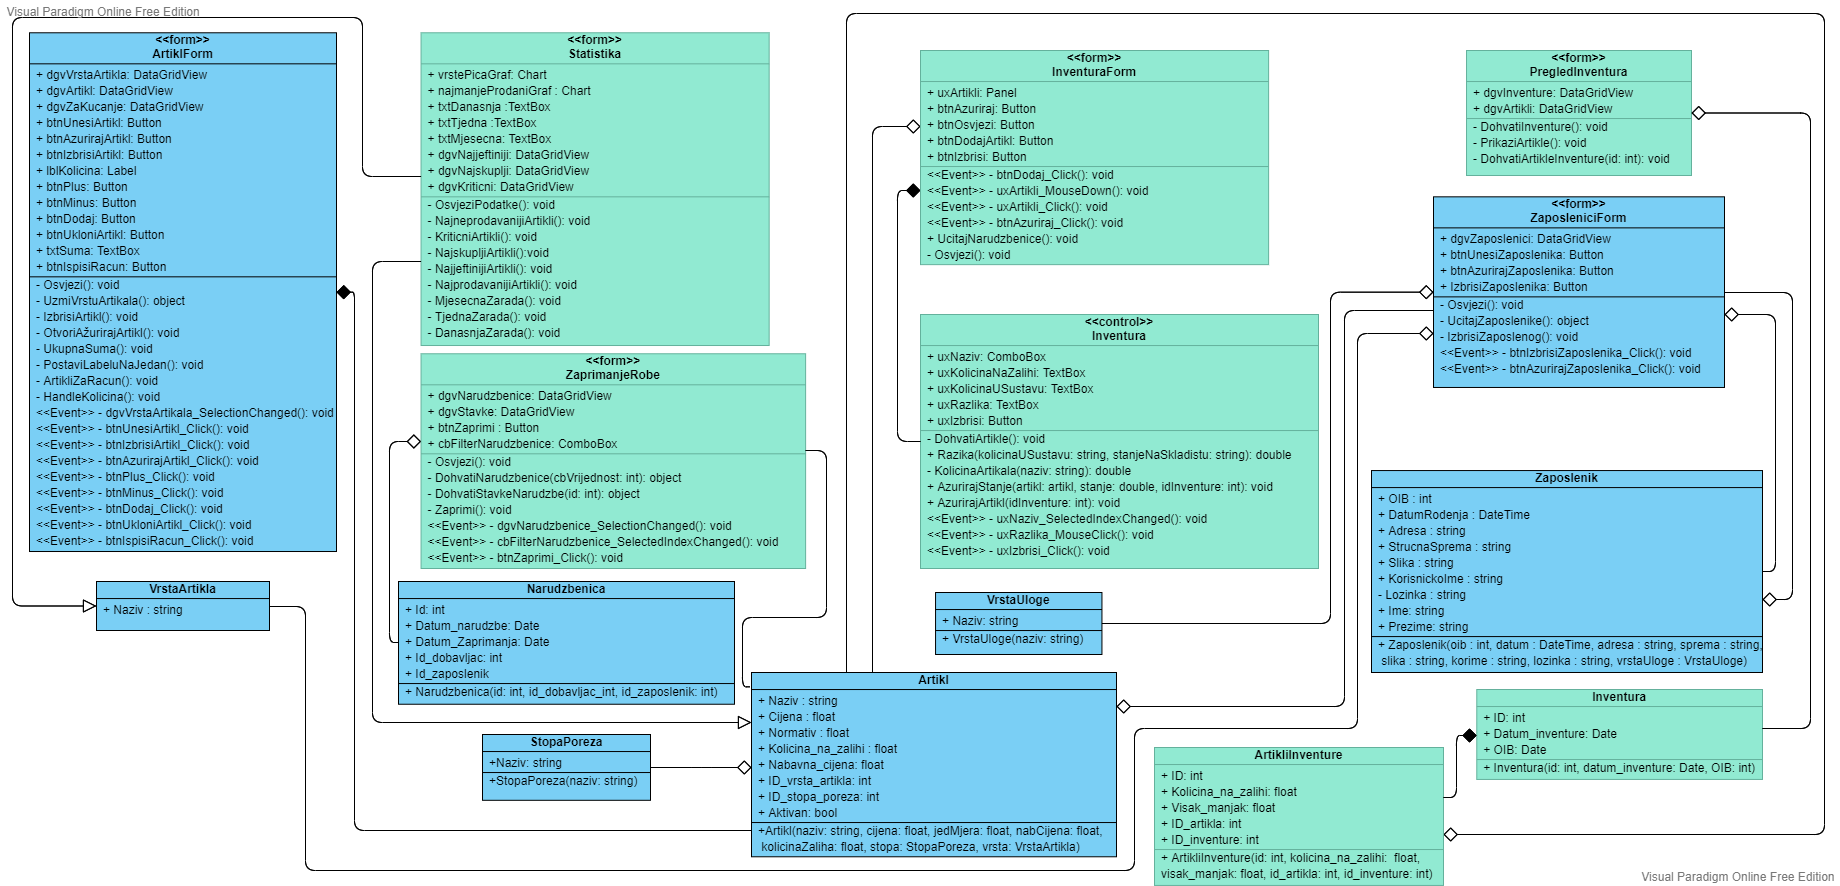 Visual Paradigm Online Free Edition
<<form>>
ArtiklForm
+ dgvVrstaArtikla: DataGridView
+ dgvArtikl: DataGridView
+ dgvZaKucanje: DataGridView
+ btnUnesiArtikl: Button
+ btnAzurirajArtikl: Button
+ btnIzbrisiArtikl: Button
+ lblKolicina: Label
+ btnPlus: Button
+ btnMinus: Button
+ btnDodaj: Button
+ btnUkloniArtikl: Button
+ txtSuma: TextBox
+ btnIspisiRacun: Button
- Osvjezi(): void
- UzmiVrstuArtikala(): object
- IzbrisiArtikl(): void
- OtvoriAžurirajArtikl(): void
- UkupnaSuma(): void
- PostaviLabeluNaJedan(): void
- ArtikliZaRacun(): void
- HandleKolicina(): void
<<Event>> - dgvVrstaArtikala_SelectionChanged(): void
<<Event>> - btnUnesiArtikl_Click(): void
<<Event>> - btnIzbrisiArtikl_Click(): void
<<Event>> - btnAzurirajArtikl_Click(): void
<<Event>> - btnPlus_Click(): void
<<Event>> - btnMinus_Click(): void
<<Event>> - btnDodaj_Click(): void
<<Event>> - btnUkloniArtikl_Click(): void
<<Event>> - btnIspisiRacun_Click(): void
VrstaArtikla
+ Naziv : string
<<form>>
Statistika
+ vrstePicaGraf: Chart
+ najmanjeProdaniGraf : Chart
+ txtDanasnja :TextBox
+ txtTjedna :TextBox
+ txtMjesecna: TextBox
+ dgvNajjeftiniji: DataGridView
+ dgvNajskuplji: DataGridView
+ dgvKriticni: DataGridView
- OsvjeziPodatke(): void
- NajneprodavanijiArtikli(): void
- KriticniArtikli(): void
- NajskupljiArtikli():void
- NajjeftinijiArtikli(): void
- NajprodavanijiArtikli(): void
- MjesecnaZarada(): void
- TjednaZarada(): void
- DanasnjaZarada(): void
<<form>>
ZaprimanjeRobe
+ dgvNarudzbenice: DataGridView
+ dgvStavke: DataGridView
+ btnZaprimi : Button
+ cbFilterNarudzbenice: ComboBox
- Osvjezi(): void
- DohvatiNarudzbenice(cbVrijednost: int): object
- DohvatiStavkeNarudzbe(id: int): object
- Zaprimi(): void
<<Event>> - dgvNarudzbenice_SelectionChanged(): void
<<Event>> - cbFilterNarudzbenice_SelectedIndexChanged(): void
<<Event>> - btnZaprimi_Click(): void
Narudzbenica
+ Id: int
+ Datum_narudzbe: Date
+ Datum_Zaprimanja: Date
+ Id_dobavljac: int
+ Id_zaposlenik
+ Narudzbenica(id: int, id_dobavljac_int, id_zaposlenik: int)
StopaPoreza
+Naziv: string
+StopaPoreza(naziv: string)
<<form>>
InventuraForm
+ uxArtikli: Panel
+ btnAzuriraj: Button
+ btnOsvjezi: Button
+ btnDodajArtikl: Button
+ btnIzbrisi: Button
<<Event>> - btnDodaj_Click(): void
<<Event>> - uxArtikli_MouseDown(): void
<<Event>> - uxArtikli_Click(): void
<<Event>> - btnAzuriraj_Click(): void
+ UcitajNarudzbenice(): void
- Osvjezi(): void
<<control>>
Inventura
+ uxNaziv: ComboBox
+ uxKolicinaNaZalihi: TextBox
+ uxKolicinaUSustavu: TextBox
+ uxRazlika: TextBox
+ uxIzbrisi: Button
- DohvatiArtikle(): void
+ Razika(kolicinaUSustavu: string, stanjeNaSkladistu: string): double
- KolicinaArtikala(naziv: string): double
+ AzurirajStanje(artikl: artikl, stanje: double, idInventure: int): void
+ AzurirajArtikl(idInventure: int): void
<<Event>> - uxNaziv_SelectedIndexChanged(): void
<<Event>> - uxRazlika_MouseClick(): void
<<Event>> - uxIzbrisi_Click(): void
VrstaUloge
+ Naziv: string
+ VrstaUloge(naziv: string)
Artikl
+ Naziv : string
+ Cijena : float
+ Normativ : float
+ Kolicina_na_zalihi : float
+ Nabavna_cijena: float
+ ID_vrsta_artikla: int
+ ID_stopa_poreza: int
+ Aktivan: bool
+Artikl(naziv: string, cijena: float, jedMjera: float, nabCijena: float,
kolicinaZaliha: float, stopa: StopaPoreza, vrsta: VrstaArtikla)
<<form>>
PregledInventura
+ dgvInventure: DataGridView
+ dgvArtikli: DataGridView
- DohvatiInventure(): void
- PrikaziArtikle(): void
- DohvatiArtikleInventure(id: int): void
<<form>>
ZaposleniciForm
+ dgvZaposlenici: DataGridView
+ btnUnesiZaposlenika: Button
+ btnAzurirajZaposlenika: Button
+ IzbrisiZaposlenika: Button
- Osvjezi(): void
- UcitajZaposlenike(): object
- IzbrisiZaposlenog(): void
<<Event>> - btnIzbrisiZaposlenika_Click(): void
<<Event>> - btnAzurirajZaposlenika_Click(): void
Zaposlenik
+ OIB : int
+ DatumRodenja : DateTime
+ Adresa : string
+ StrucnaSprema : string
+ Slika : string
+ KorisnickoIme : string
- Lozinka : string
+ Ime: string
+ Prezime: string
+ Zaposlenik(oib : int, datum : DateTime, adresa : string, sprema : string,
slika : string, korime : string, lozinka : string, vrstaUloge : VrstaUloge)
Inventura
+ ID: int
+ Datum_inventure: Date
+ OIB: Date
+ Inventura(id: int, datum_inventure: Date, OIB: int)
ArtikliInventure
+ ID: int
+ Kolicina_na_zalihi: float
+ Visak_manjak: float
+ ID_artikla: int
+ ID_inventure: int
+ ArtikliInventure(id: int, kolicina_na_zalihi: float,
visak_manjak: float, id_artikla: int, id_inventure: int)
Visual Paradigm Online Free Edition